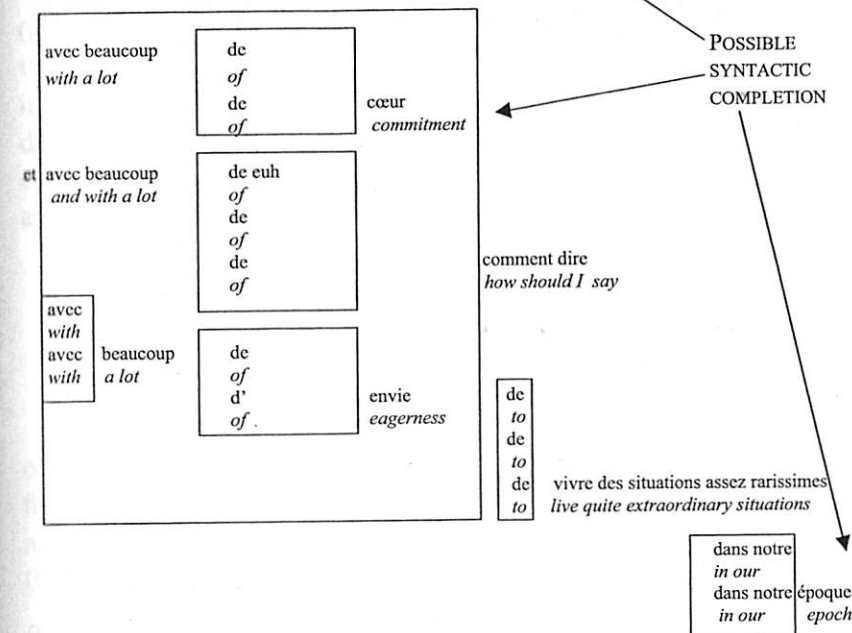 POSSIBLE
SYNTACTIC
COMPLETION
avec beaucoup de
with a lot of
de cœur
of commitment
et avec beaucoup de euh
and with a lot of
de
of
de
of
comment dire
how should I say
avec
with
avec beaucoup de
with a lot of
d' envie
of . eagerness
de
to
de
to
de vivre des situations assez rarissimes
to live quite extraordinary situations
dans notre
in our
dans notre époque
in our epoch